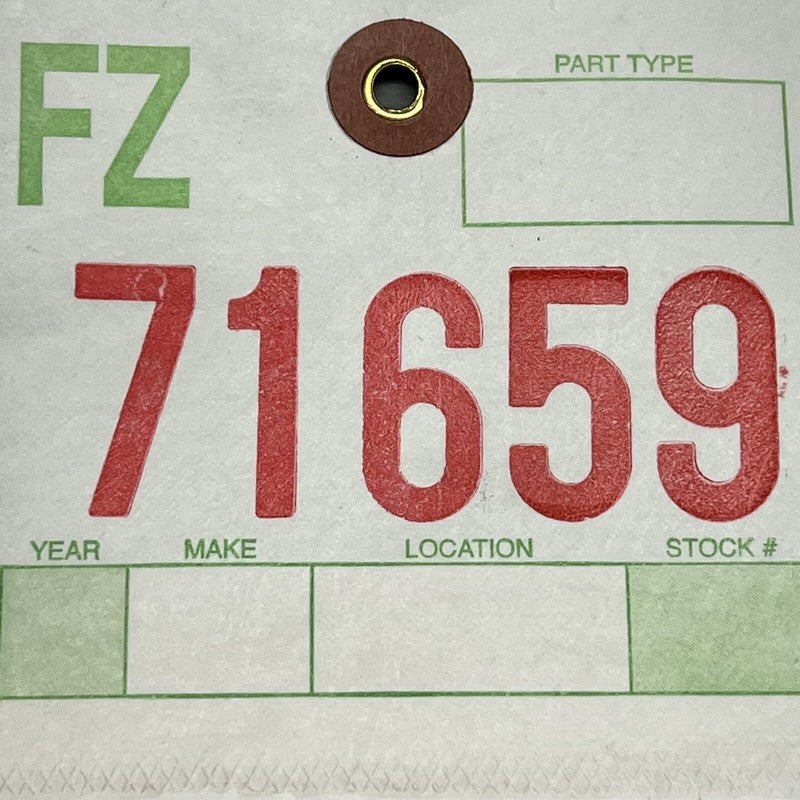 FZ
PART TYPE
71659
YEAR MAKE LOCATION STOCK #